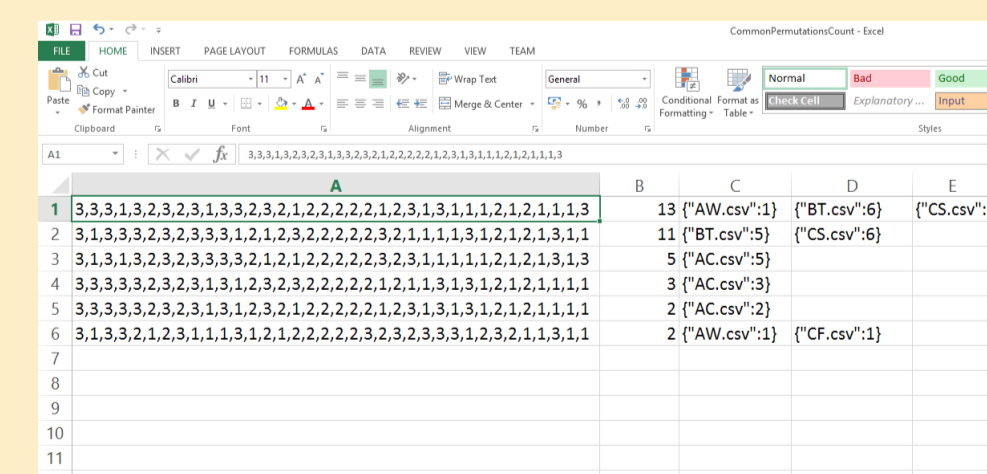 CommonPermutationsCount - Excel
FILE HOME INSERT PAGE LAYOUT FORMULAS DATA REVIEW VIEW TEAM
Cut
Copy
Format Painter
Paste
Clipboard
Calibri 11
B I U
Font
Wrap Text
Merge & Center
Alignment
General
% ,
Number
Conditional Formatting
Format as Table
Normal Bad Good
Check Cell Explanatory ... Input
Styles
A1 fx 3,3,3,1,3,2,3,2,3,1,3,3,2,3,2,1,2,2,2,2,2,1,2,3,1,3,1,1,1,2,1,2,1,1,1,3
A B C D E
1 3,3,3,1,3,2,3,2,3,1,3,3,2,3,2,1,2,2,2,2,2,1,2,3,1,3,1,1,1,2,1,2,1,1,1,3 13 {"AW.csv":1} {"BT.csv":6} {"CS.csv":
2 3,1,3,3,3,2,3,2,3,3,3,1,2,1,2,3,2,2,2,2,2,2,3,2,1,1,1,1,3,1,2,1,2,1,3,1,1 11 {"BT.csv":5} {"CS.csv":6}
3 3,1,3,1,3,2,3,2,3,3,3,3,3,2,1,2,1,2,2,2,2,2,3,2,3,1,1,1,1,1,2,1,2,1,3,1,3 5 {"AC.csv":5}
4 3,3,3,3,3,2,3,2,3,1,3,1,2,3,2,3,2,2,2,2,2,2,1,2,1,1,3,1,3,1,2,1,2,1,1,1,1 3 {"AC.csv":3}
5 3,3,3,3,3,2,3,2,3,1,3,1,2,3,2,1,2,2,2,2,2,1,2,3,1,3,1,3,1,2,1,2,1,1,1,1 2 {"AC.csv":2}
6 3,1,3,3,2,1,2,3,1,1,1,3,1,2,1,2,2,2,2,2,3,2,3,2,3,3,3,1,2,3,2,1,1,3,1,1 2 {"AW.csv":1} {"CF.csv":1}
7
8
9
10
11